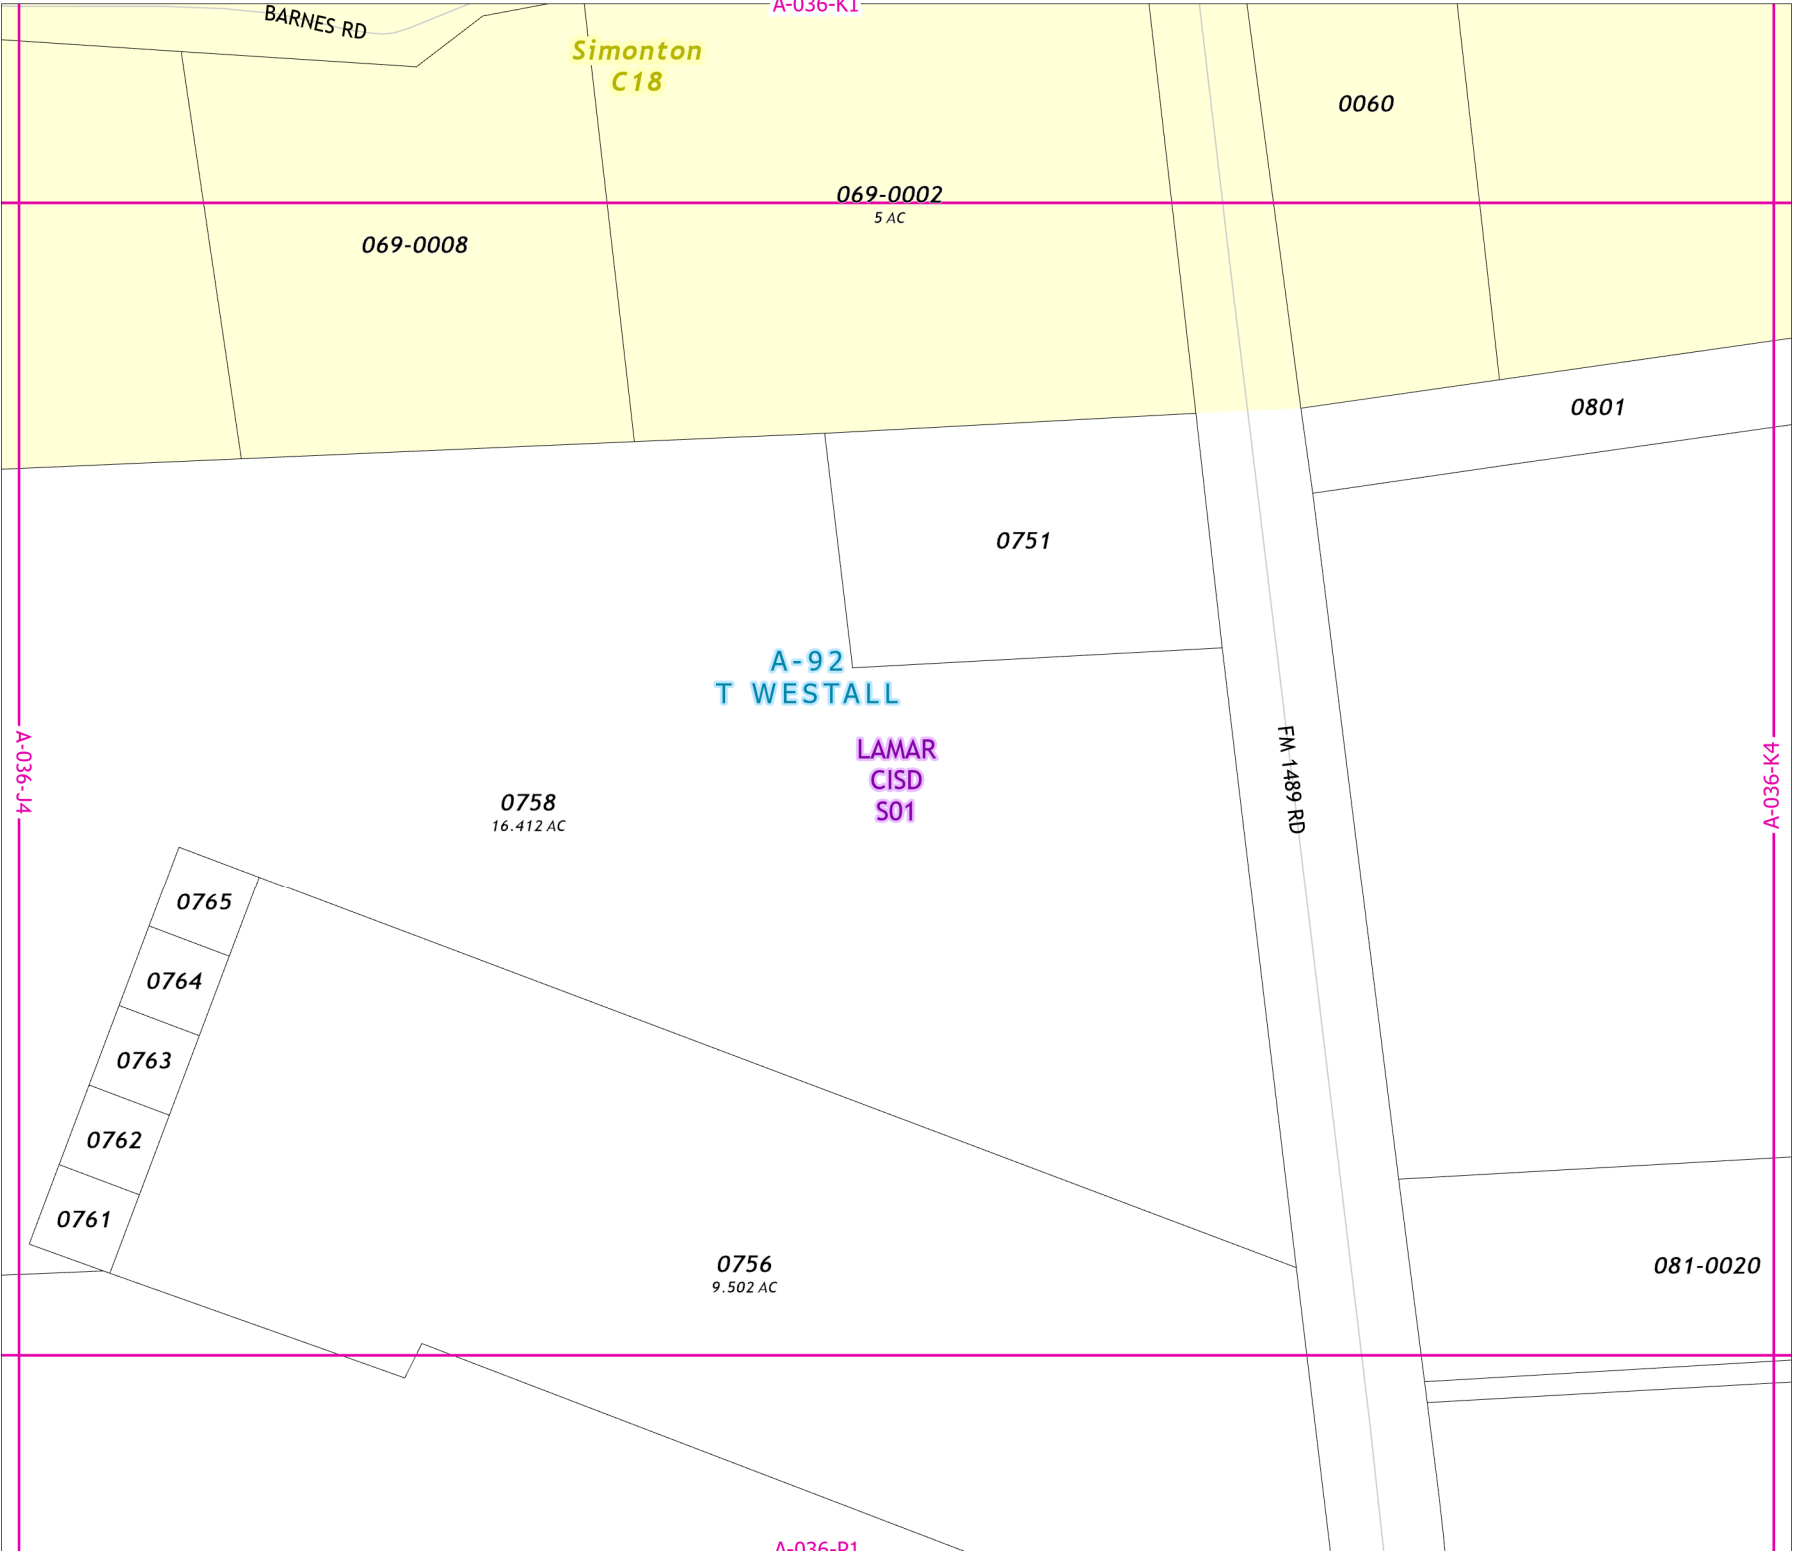 A-036-K1
BARNES RD
Simonton
C18
0060
069-0002
5 AC
069-0008
0801
0751
A-92
T WESTALL
LAMAR
CISD
S01
FM 1489 RD
A-036-J4
A-036-K4
0758
16.412 AC
0765
0764
0763
0762
0761
0756
9.502 AC
081-0020
A-036-P1